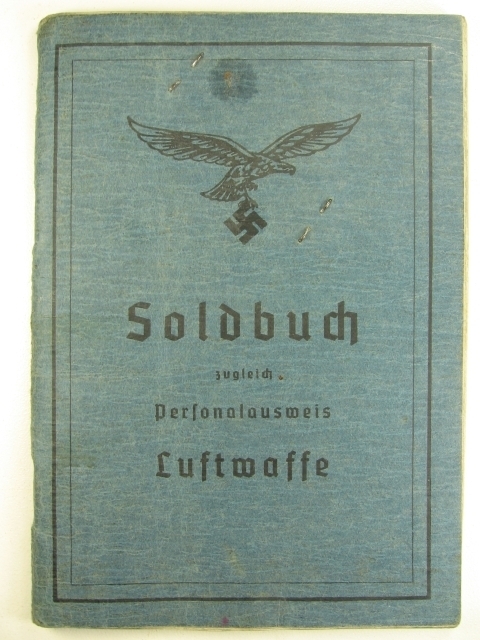 Soldbuch
zugleich
Personalausweis
Luftwaffe